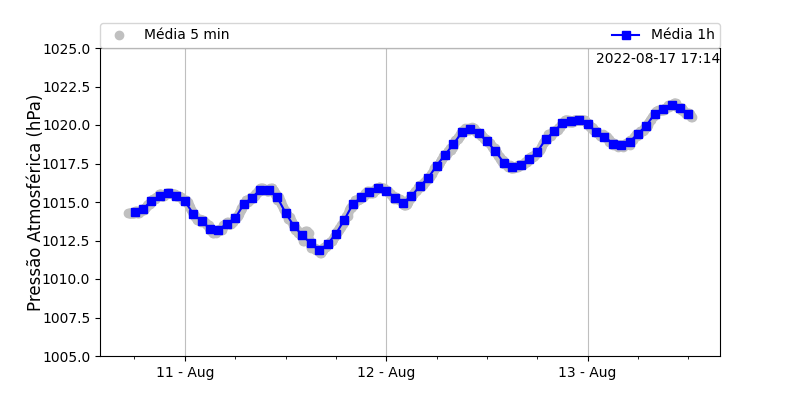 Média 5 min
Média 1h
2022-08-17 17:14
1025.0
1022.5
1020.0
1017.5
1015.0
1012.5
1010.0
1007.5
1005.0
Pressão Atmosférica (hPa)
11 - Aug
12 - Aug
13 - Aug